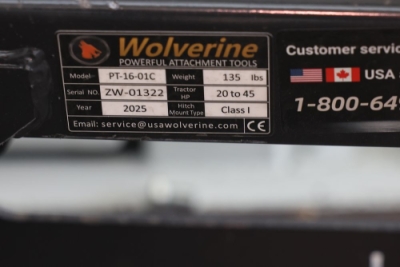 Wolverine
POWERFUL ATTACHMENT TOOLS
Model: PT-16-01C Weight 135 lbs
Serial NO. ZW-01322 Tractor HP 20 to 45
Year 2025 Hitch Mount Type Class I
Email: service@usawolverine.com CE
Customer servic
USA
1-800-649